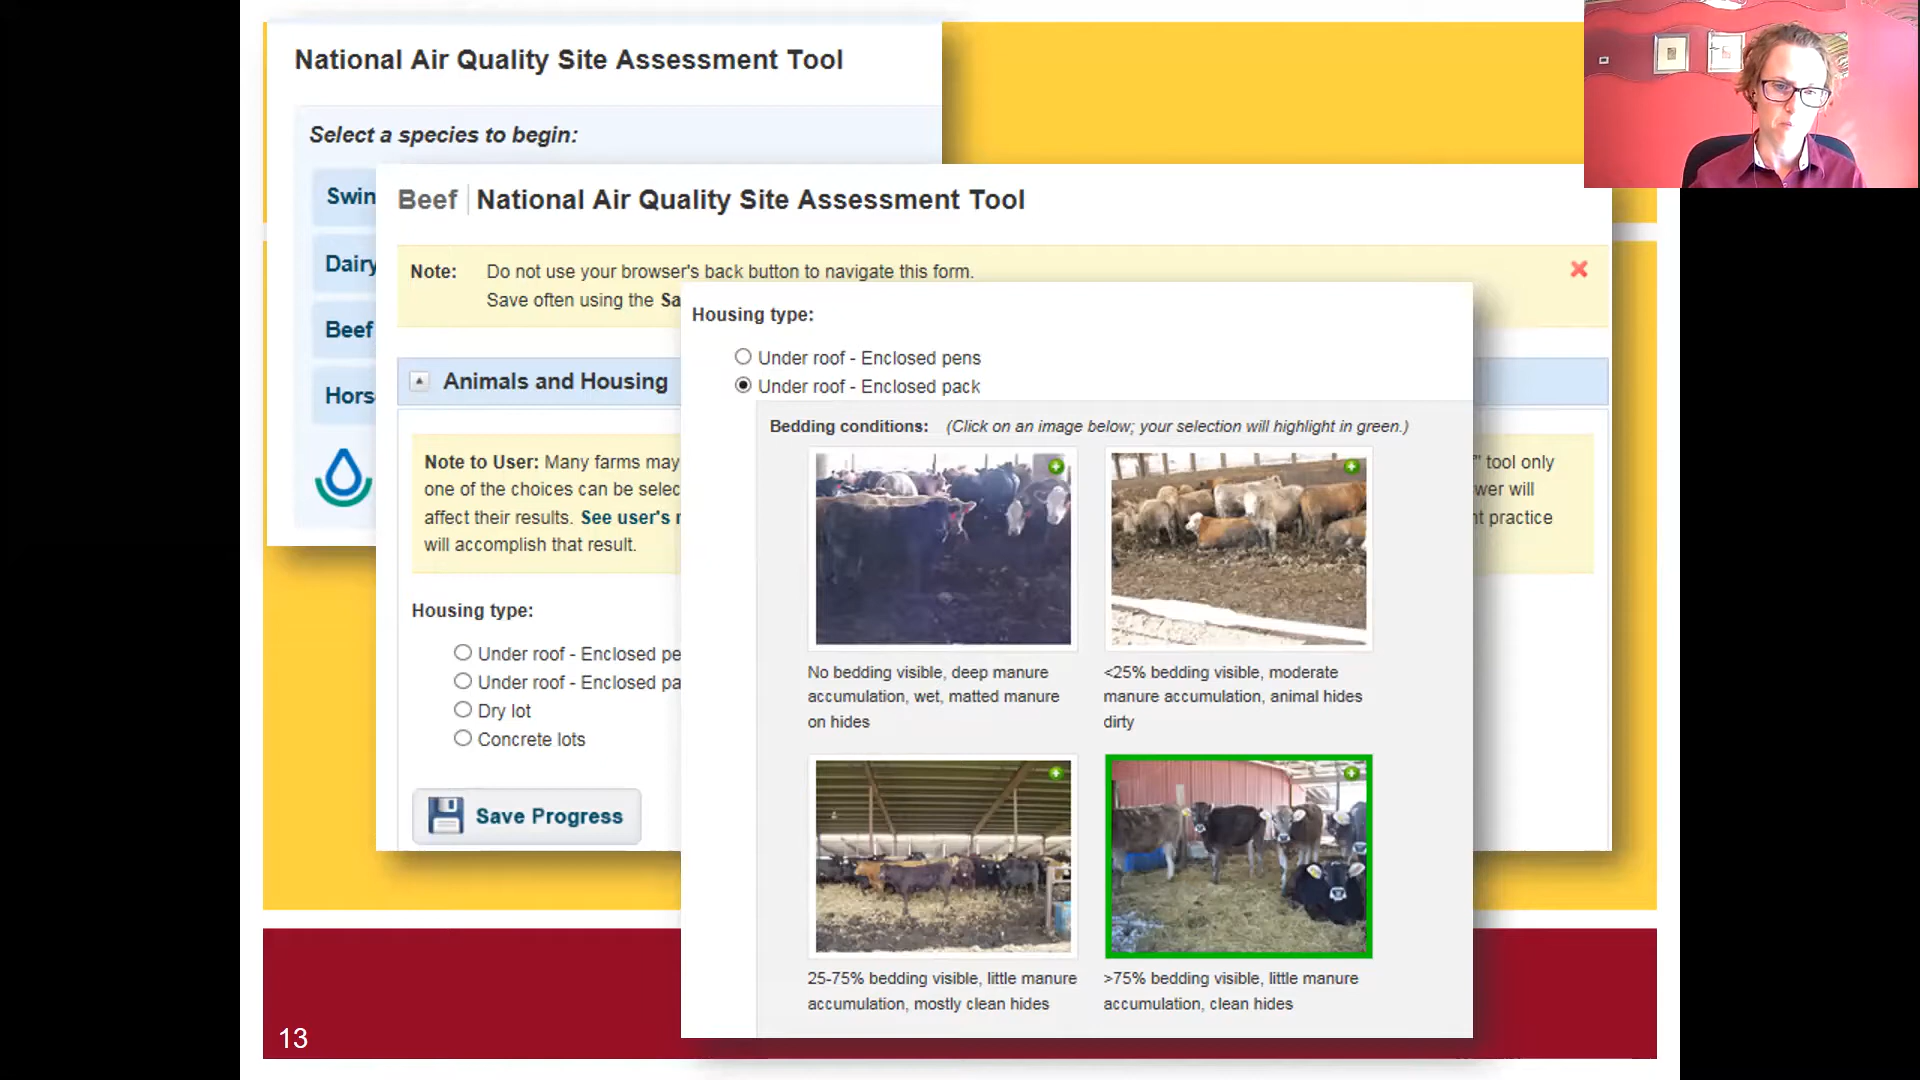 National Air Quality Site Assessment Tool
Select a species to begin:
Swin
Dairy
Beef
Hors
Beef National Air Quality Site Assessment Tool
Note: Do not use your browser's back button to navigate this form.
Save often using the Sa
Animals and Housing
Note to User: Many farms may
one of the choices can be selec
affect their results. See user's
will accomplish that result.
" tool only
wer will
nt practice
Housing type:
Under roof - Enclosed pe
Under roof - Enclosed pa
Dry lot
Concrete lots
Save Progress
Housing type:
Under roof - Enclosed pens
Under roof - Enclosed pack
Bedding conditions: (Click on an image below; your selection will highlight in green.)
No bedding visible, deep manure
accumulation, wet, matted manure
on hides
<25% bedding visible, moderate
manure accumulation, animal hides
dirty
25-75% bedding visible, little manure
accumulation, mostly clean hides
>75% bedding visible, little manure
accumulation, clean hides
13